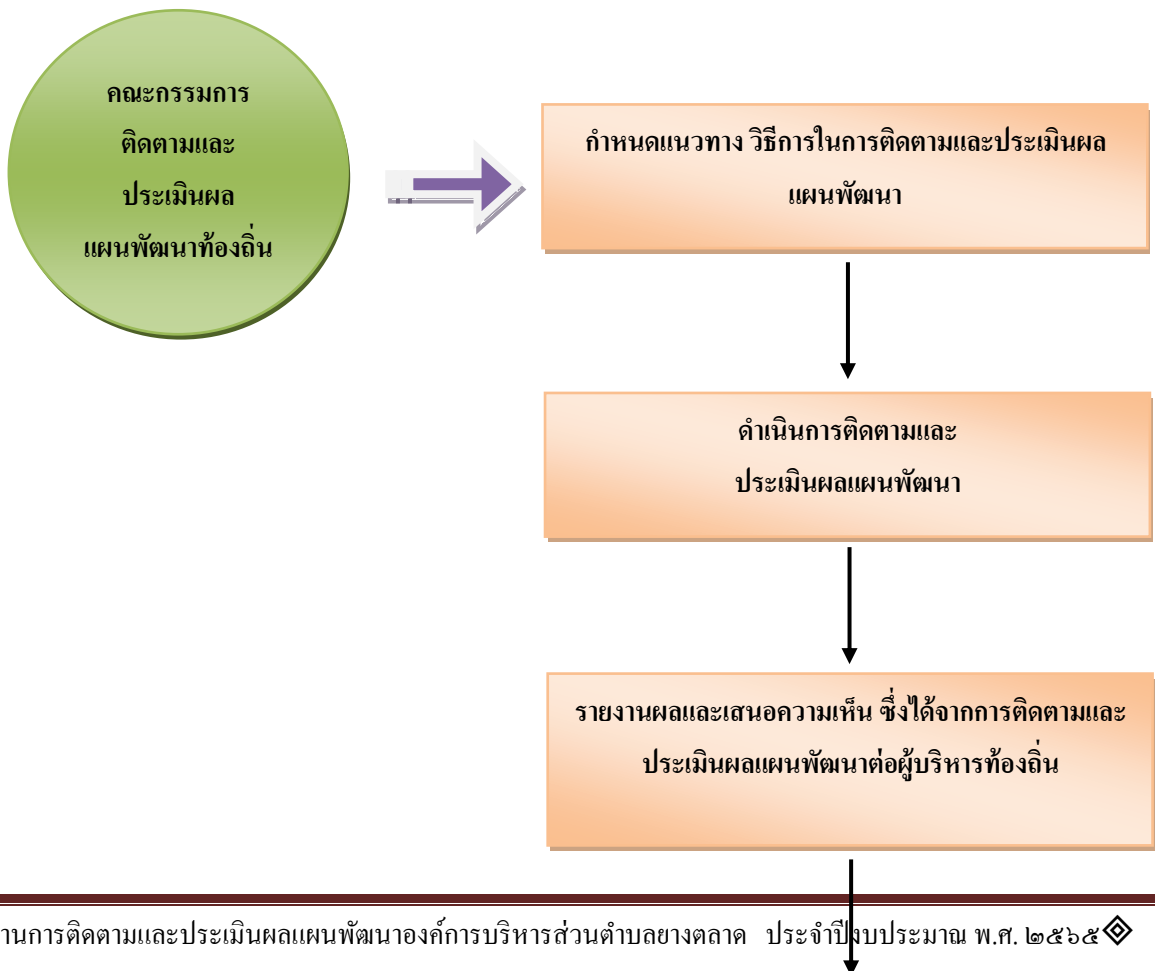 คณะกรรมการ
ติดตามและ
ประเมินผล
แผนพัฒนาท้องถิ่น
กำหนดแนวทาง วิธีการในการติดตามและประเมินผล
แผนพัฒนา
ดำเนินการติดตามและ
ประเมินผลแผนพัฒนา
รายงานผลและเสนอความเห็น ซึ่งได้จากการติดตามและ
ประเมินผลแผนพัฒนาต่อผู้บริหารท้องถิ่น
านการติดตามและประเมินผลแผนพัฒนาองค์การบริหารส่วนตำบลยางตลาด ประจำปีงบประมาณ พ.ศ. ๒๕๖๕